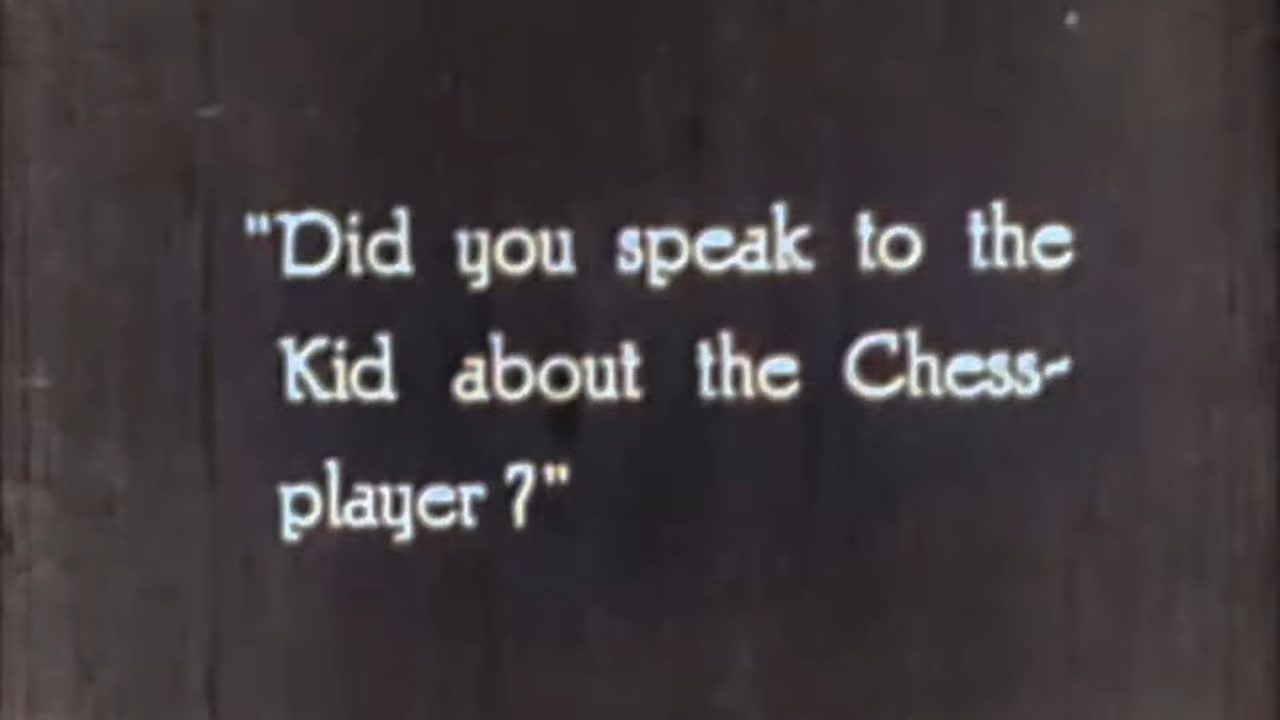 "Did you speak to the
Kid about the Chess-
player ?"